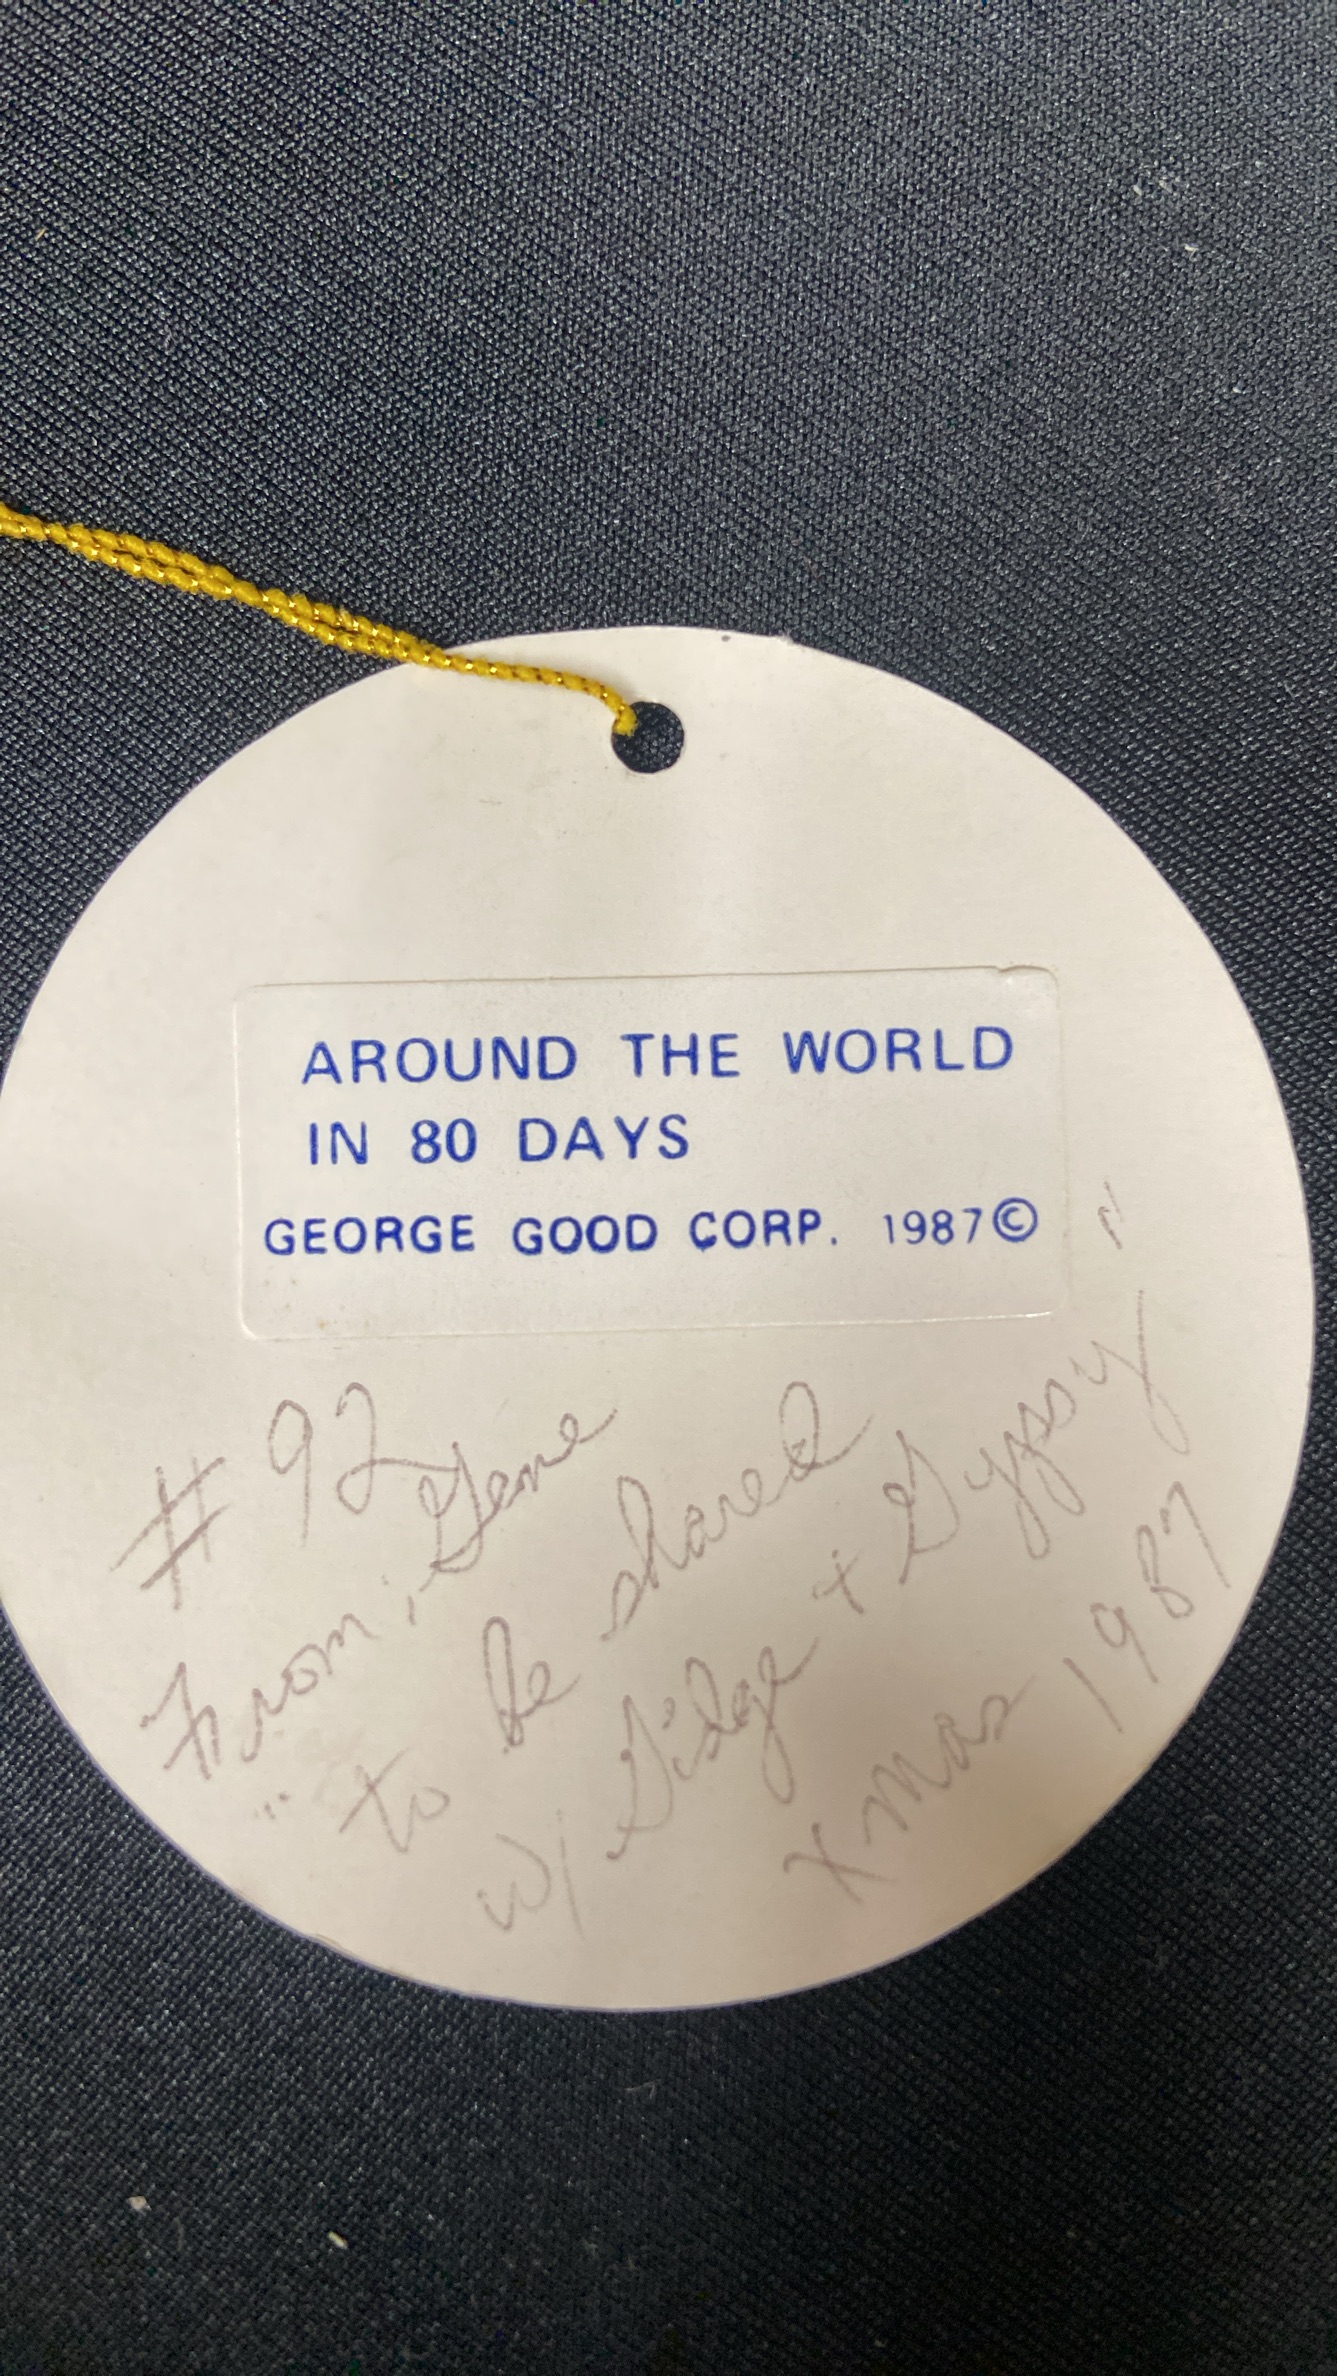 AROUND THE WORLD
IN 80 DAYS
GEORGE GOOD CORP. 1987©
# 92
From; Gene
"to be shared
w/ Sidge + Gypsy"
Xmas 1987